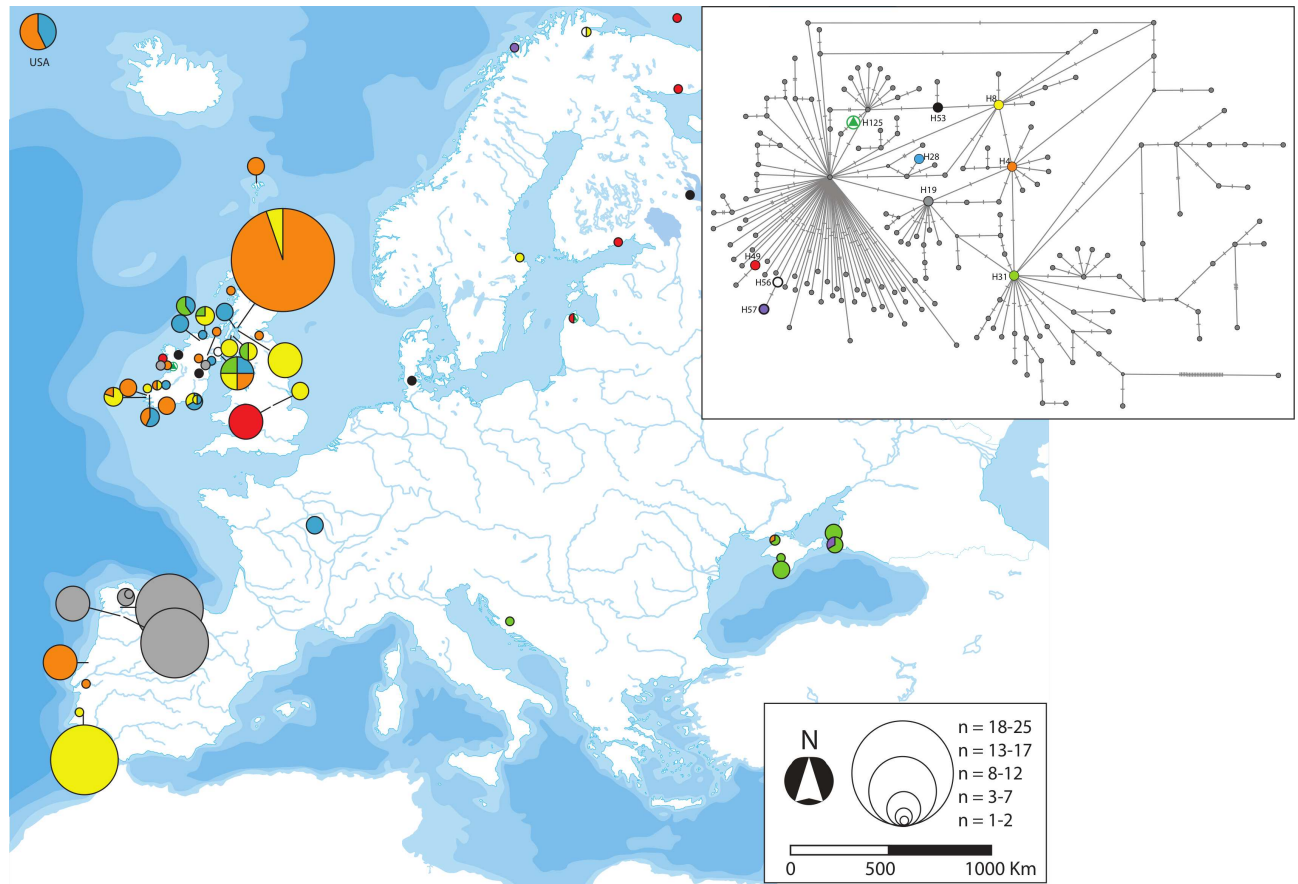 USA
H8
H53
H125
H28
H4
H19
H49
H56
H31
H57
N
n = 18-25
n = 13-17
n = 8-12
n = 3-7
n = 1-2
0 500 1000 Km